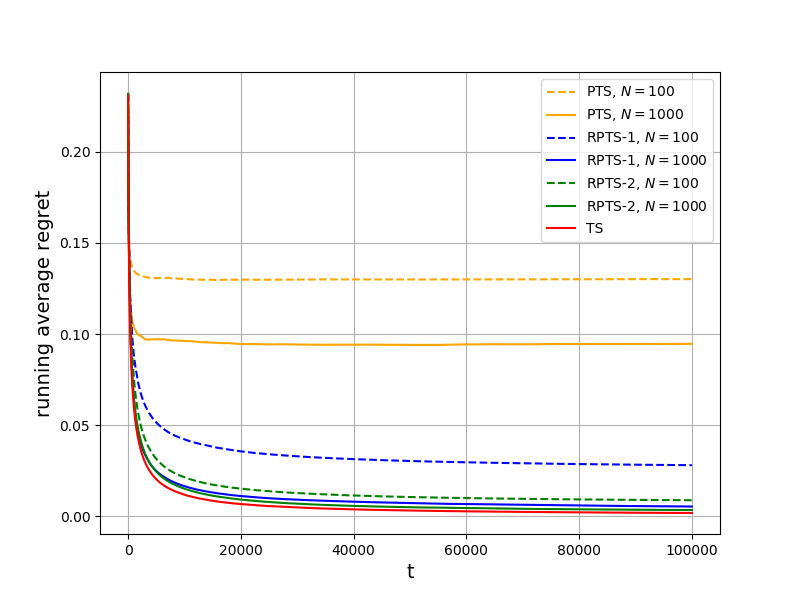 running average regret
0.20
0.15
0.10
0.05
0.00
PTS, N = 100
PTS, N = 1000
RPTS-1, N = 100
RPTS-1, N = 1000
RPTS-2, N = 100
RPTS-2, N = 1000
TS
0 20000 40000 60000 80000 100000
t